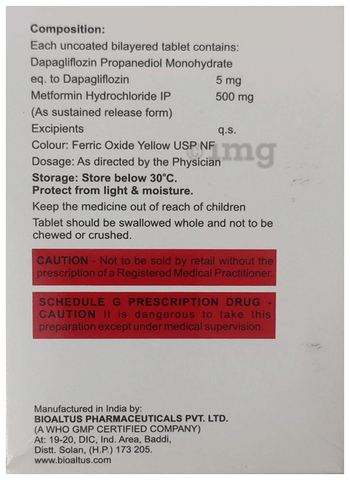 Composition:
Each uncoated bilayered tablet contains:
Dapagliflozin Propanediol Monohydrate
eq. to Dapagliflozin 5 mg
Metformin Hydrochloride IP 500 mg
(As sustained release form)
Excipients q.s.
Colour: Ferric Oxide Yellow USP NF
Dosage: As directed by the Physician
1mg
Storage: Store below 30°C.
Protect from light & moisture.
Keep the medicine out of reach of children
Tablet should be swallowed whole and not to be
chewed or crushed.
CAUTION - Not to be sold by retail without the
prescription of a Registered Medical Practitioner.
SCHEDULE G PRESCRIPTION DRUG -
CAUTION It is dangerous to take this
preparation except under medical supervision.
Manufactured in India by:
BIOALTUS PHARMACEUTICALS PVT. LTD.
(A WHO GMP CERTIFIED COMPANY)
At: 19-20, DIC, Ind. Area, Baddi,
Distt. Solan, (H.P.) 173 205.
www.bioaltus.com